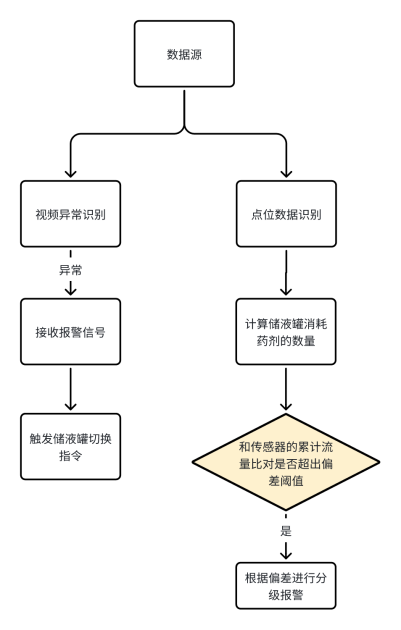 数据源
视频异常识别
点位数据识别
异常
接收报警信号
计算储液罐消耗
药剂的数量
触发储液罐切换
指令
和传感器的累计流
量比对是否超出偏
差阈值
是
根据偏差进行分
级报警